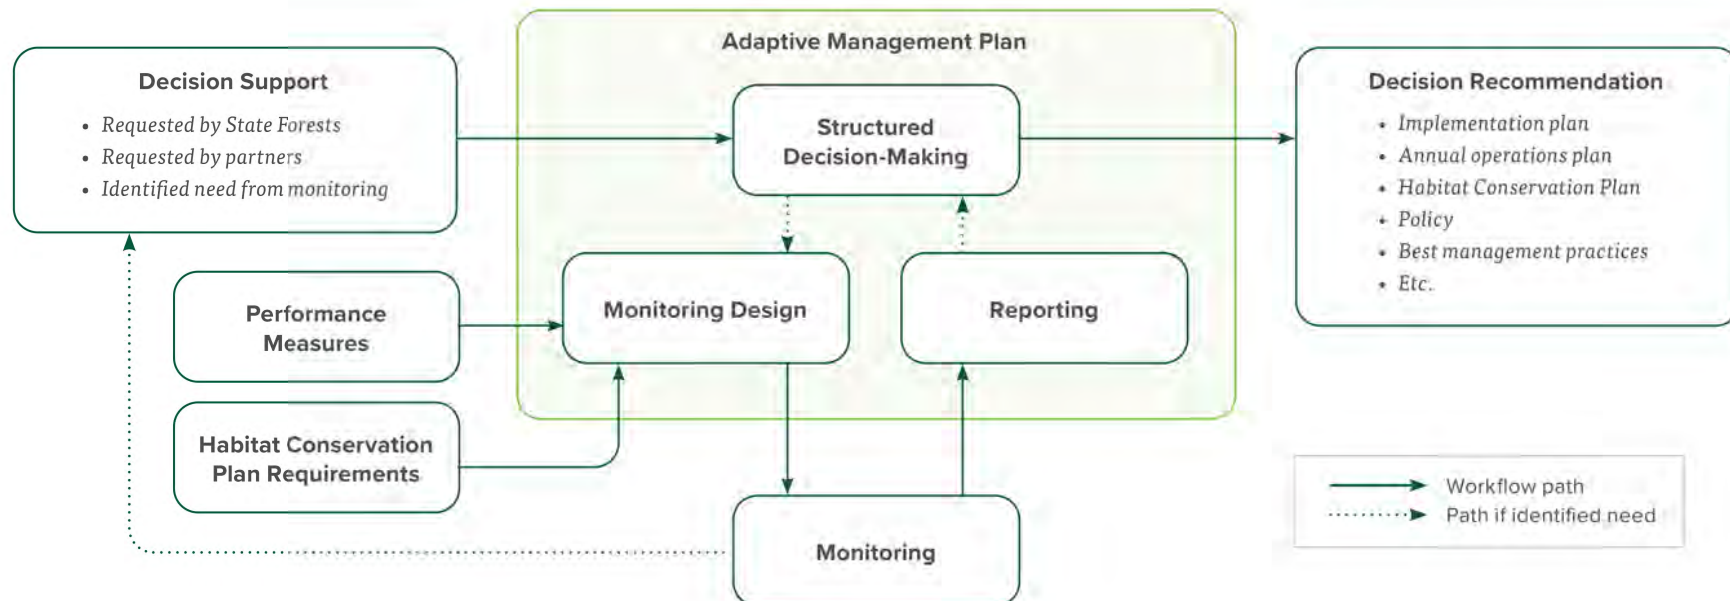 Adaptive Management Plan
Decision Support
• Requested by State Forests
• Requested by partners
• Identified need from monitoring
Structured
Decision-Making
Decision Recommendation
• Implementation plan
• Annual operations plan
• Habitat Conservation Plan
• Policy
• Best management practices
• Etc.
Performance
Measures
Monitoring Design
Reporting
Habitat Conservation
Plan Requirements
Monitoring
Workflow path
Path if identified need